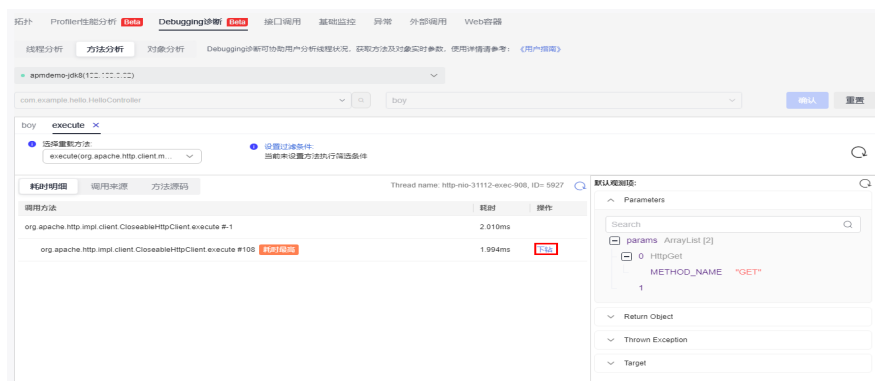 拓扑 Profiler性能分析 Beta Debugging诊断 Beta 接口调用 基础监控 异常 外部调用 Web容器
线程分析 方法分析 对象分析 Debugging诊断可协助用户分析线程状况，获取方法及对象实时参数，使用详情请参考：《用户指南》
apmdemo-jdk8(
com.example.hello.HelloController boy 确认 重置
boy execute ×
选择重载方法: 设置过滤条件:
execute(org.apache.http.client.m... 当前未设置方法执行筛选条件
耗时明细 调用来源 方法源码 Thread name: http-nio-31112-exec-908, ID= 5927 默认观测项:
调用方法 耗时 操作 Parameters
org.apache.http.impl.client.CloseableHttpClient.execute #-1 2.010ms Search
org.apache.http.impl.client.CloseableHttpClient.execute #108 耗时最高 1.994ms 下钻
params ArrayList [2]
0 HttpGet
METHOD_NAME "GET"
1
Return Object
Thrown Exception
Target